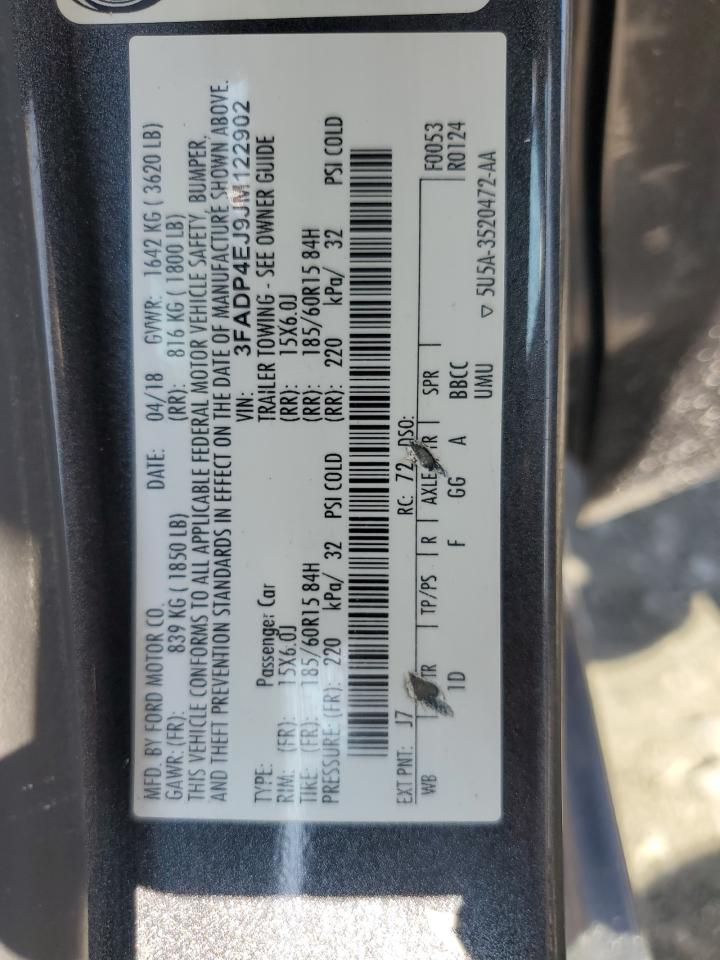 MFD. BY FORD MOTOR CO. DATE: 04/18 GVWR: 1642 KG ( 3620 LB)
GAWR: (FR): 839 KG ( 1850 LB) (RR): 816 KG ( 1800 LB)
THIS VEHICLE CONFORMS TO ALL APPLICABLE FEDERAL MOTOR VEHICLE SAFETY, BUMPER,
AND THEFT PREVENTION STANDARDS IN EFFECT ON THE DATE OF MANUFACTURE SHOWN ABOVE.
VIN: 3FADP4EJ9JM122902
TYPE: Passenger Car TRAILER TOWING - SEE OWNER GUIDE
RIM: (FR): 15X6.0J (RR): 15X6.0J
TIRE: (FR): 185/60R15 84H (RR): 185/60R15 84H
PRESSURE: (FR): 220 kPa/ 32 PSI COLD (RR): 220 kPa/ 32 PSI COLD
EXT PNT: J7 RC: 72 DSO: F0053
WB TR TP/PS R AXLE TR SPR R0124
1D F GG A BBCC
UMU
▽ 5U5A-3520472-AA